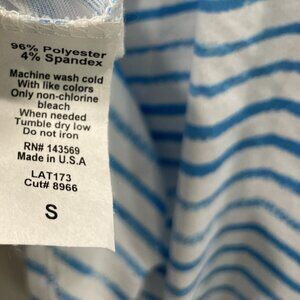 96% Polyester
4% Spandex
Machine wash cold
With like colors
Only non-chlorine
bleach
When needed
Tumble dry low
Do not iron
RN# 143569
Made in U.S.A
LAT173
Cut# 8966
S